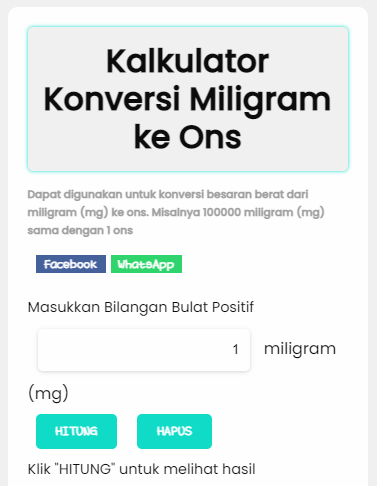 Kalkulator
Konversi Miligram
ke Ons
Dapat digunakan untuk konversi besaran berat dari
miligram (mg) ke ons. Misalnya 100000 miligram (mg)
sama dengan 1 ons
Facebook WhatsApp
Masukkan Bilangan Bulat Positif
1 miligram
(mg)
HITUNG HAPUS
Klik "HITUNG" untuk melihat hasil